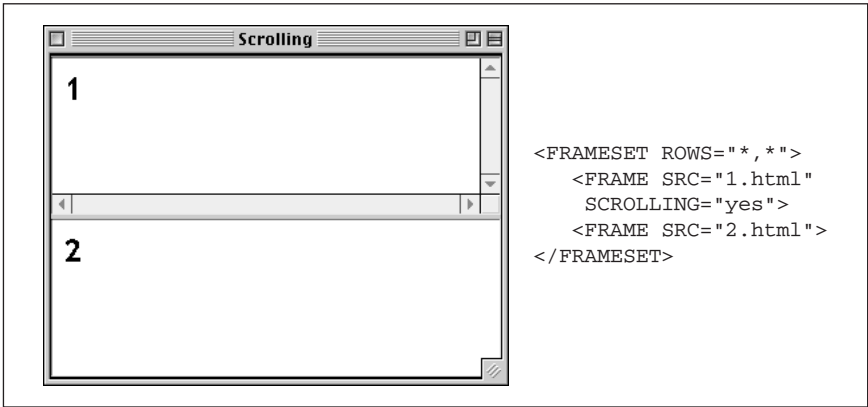 Scrolling
1
2
<FRAMESET ROWS="*,*">
<FRAME SRC="1.html"
SCROLLING="yes">
<FRAME SRC="2.html">
</FRAMESET>